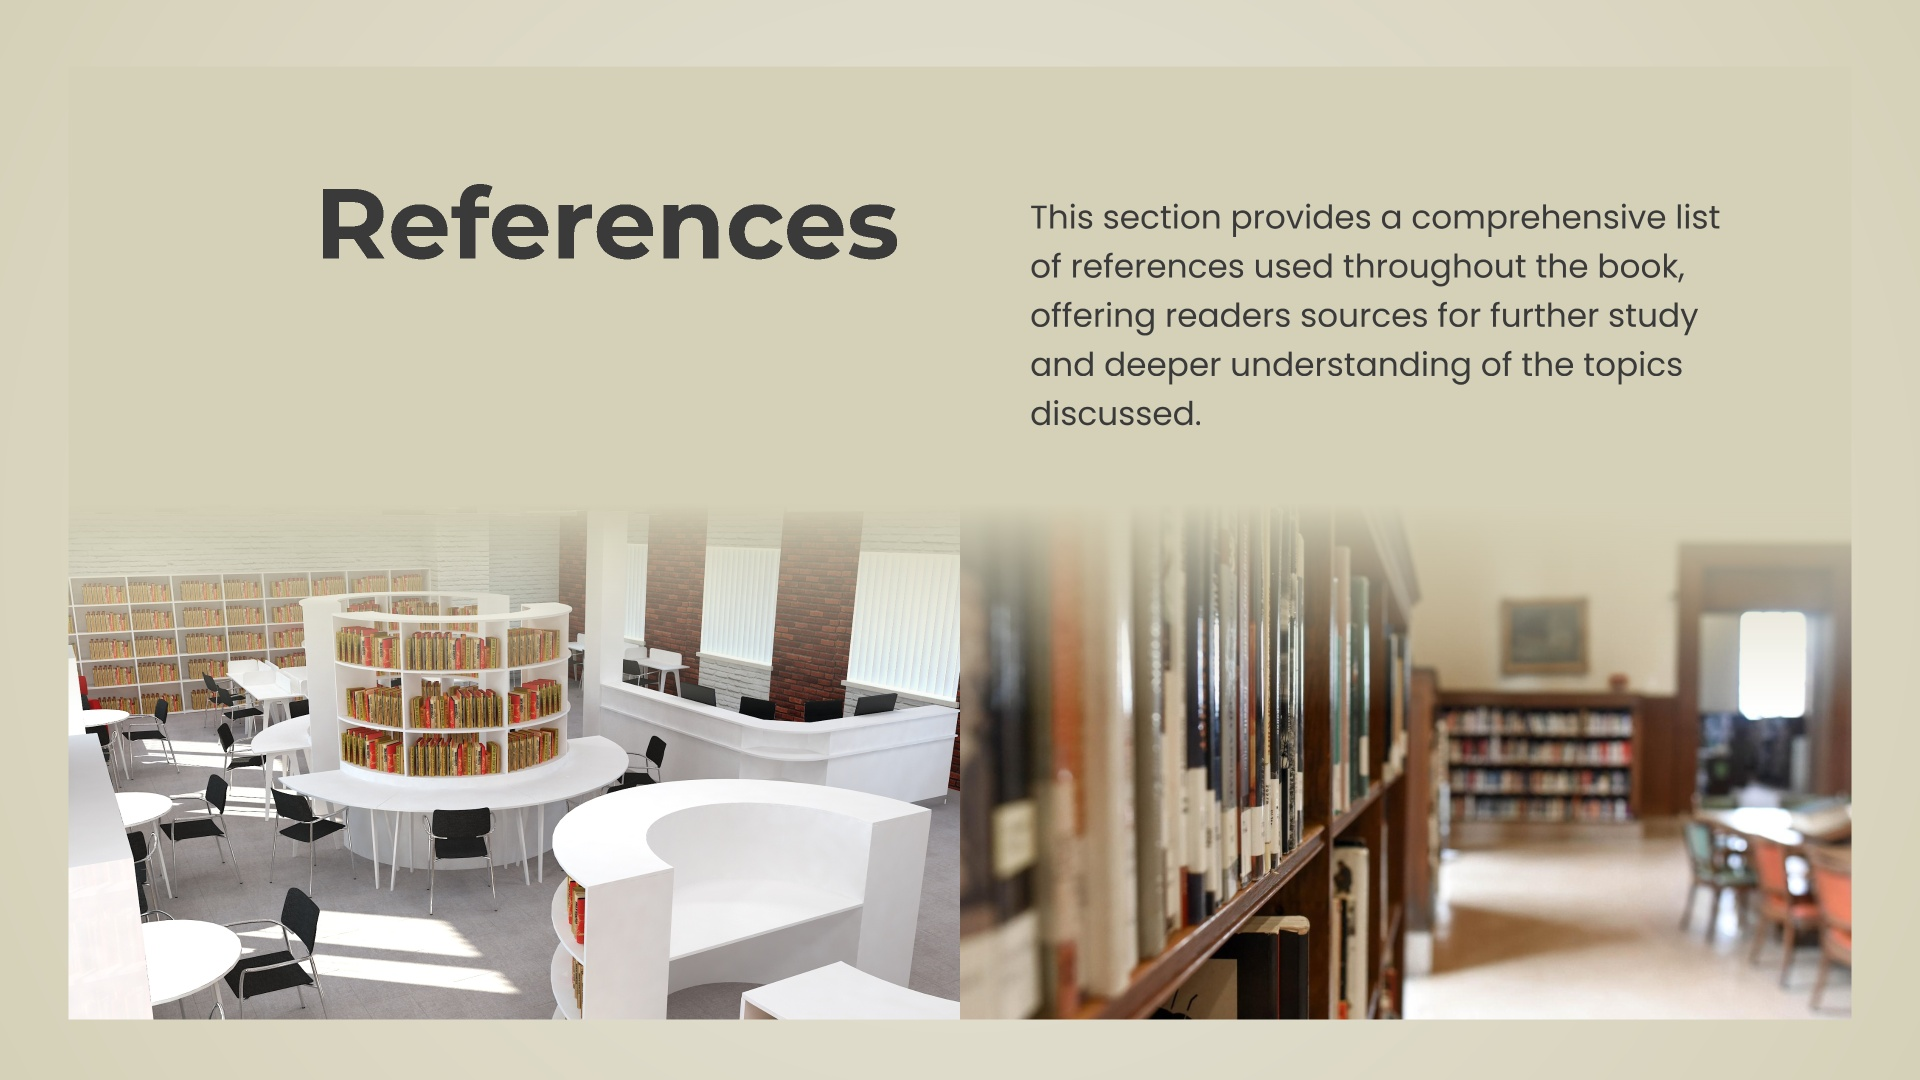 References
This section provides a comprehensive list
of references used throughout the book,
offering readers sources for further study
and deeper understanding of the topics
discussed.